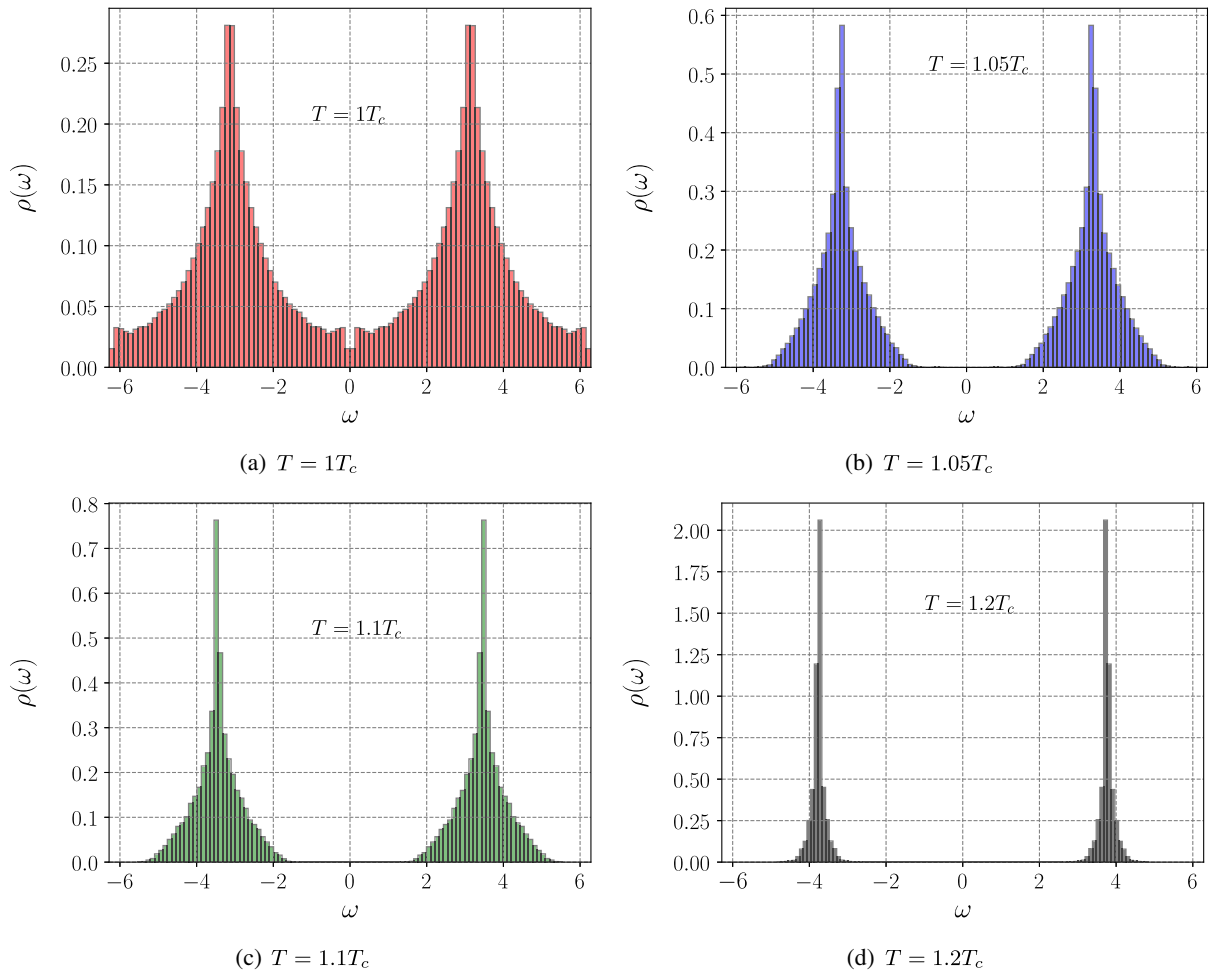 0.25
0.20
0.15
0.10
0.05
0.00
ρ(ω)
T = 1T_c
−6 −4 −2 0 2 4 6
ω
(a) T = 1T_c
0.6
0.5
0.4
0.3
0.2
0.1
0.0
ρ(ω)
T = 1.05T_c
−6 −4 −2 0 2 4 6
ω
(b) T = 1.05T_c
0.8
0.7
0.6
0.5
0.4
0.3
0.2
0.1
0.0
ρ(ω)
T = 1.1T_c
−6 −4 −2 0 2 4 6
ω
(c) T = 1.1T_c
2.00
1.75
1.50
1.25
1.00
0.75
0.50
0.25
0.00
ρ(ω)
T = 1.2T_c
−6 −4 −2 0 2 4 6
ω
(d) T = 1.2T_c